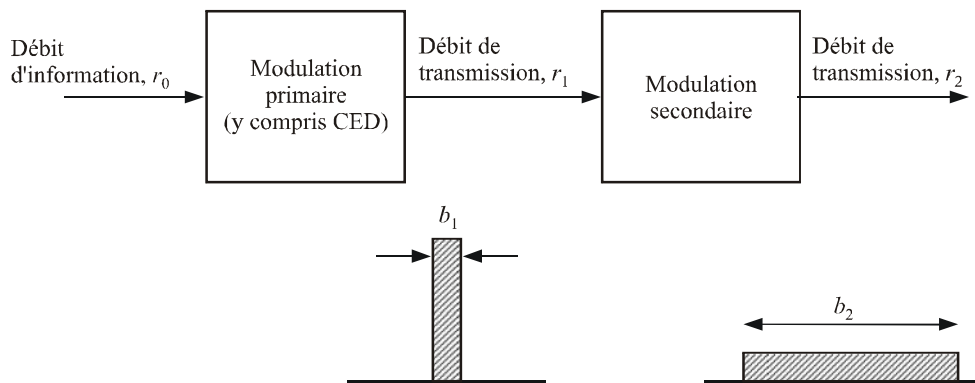 Débit
d'information, r0
Modulation
primaire
(y compris CED)
Débit de
transmission, r1
Modulation
secondaire
Débit de
transmission, r2
b1
b2